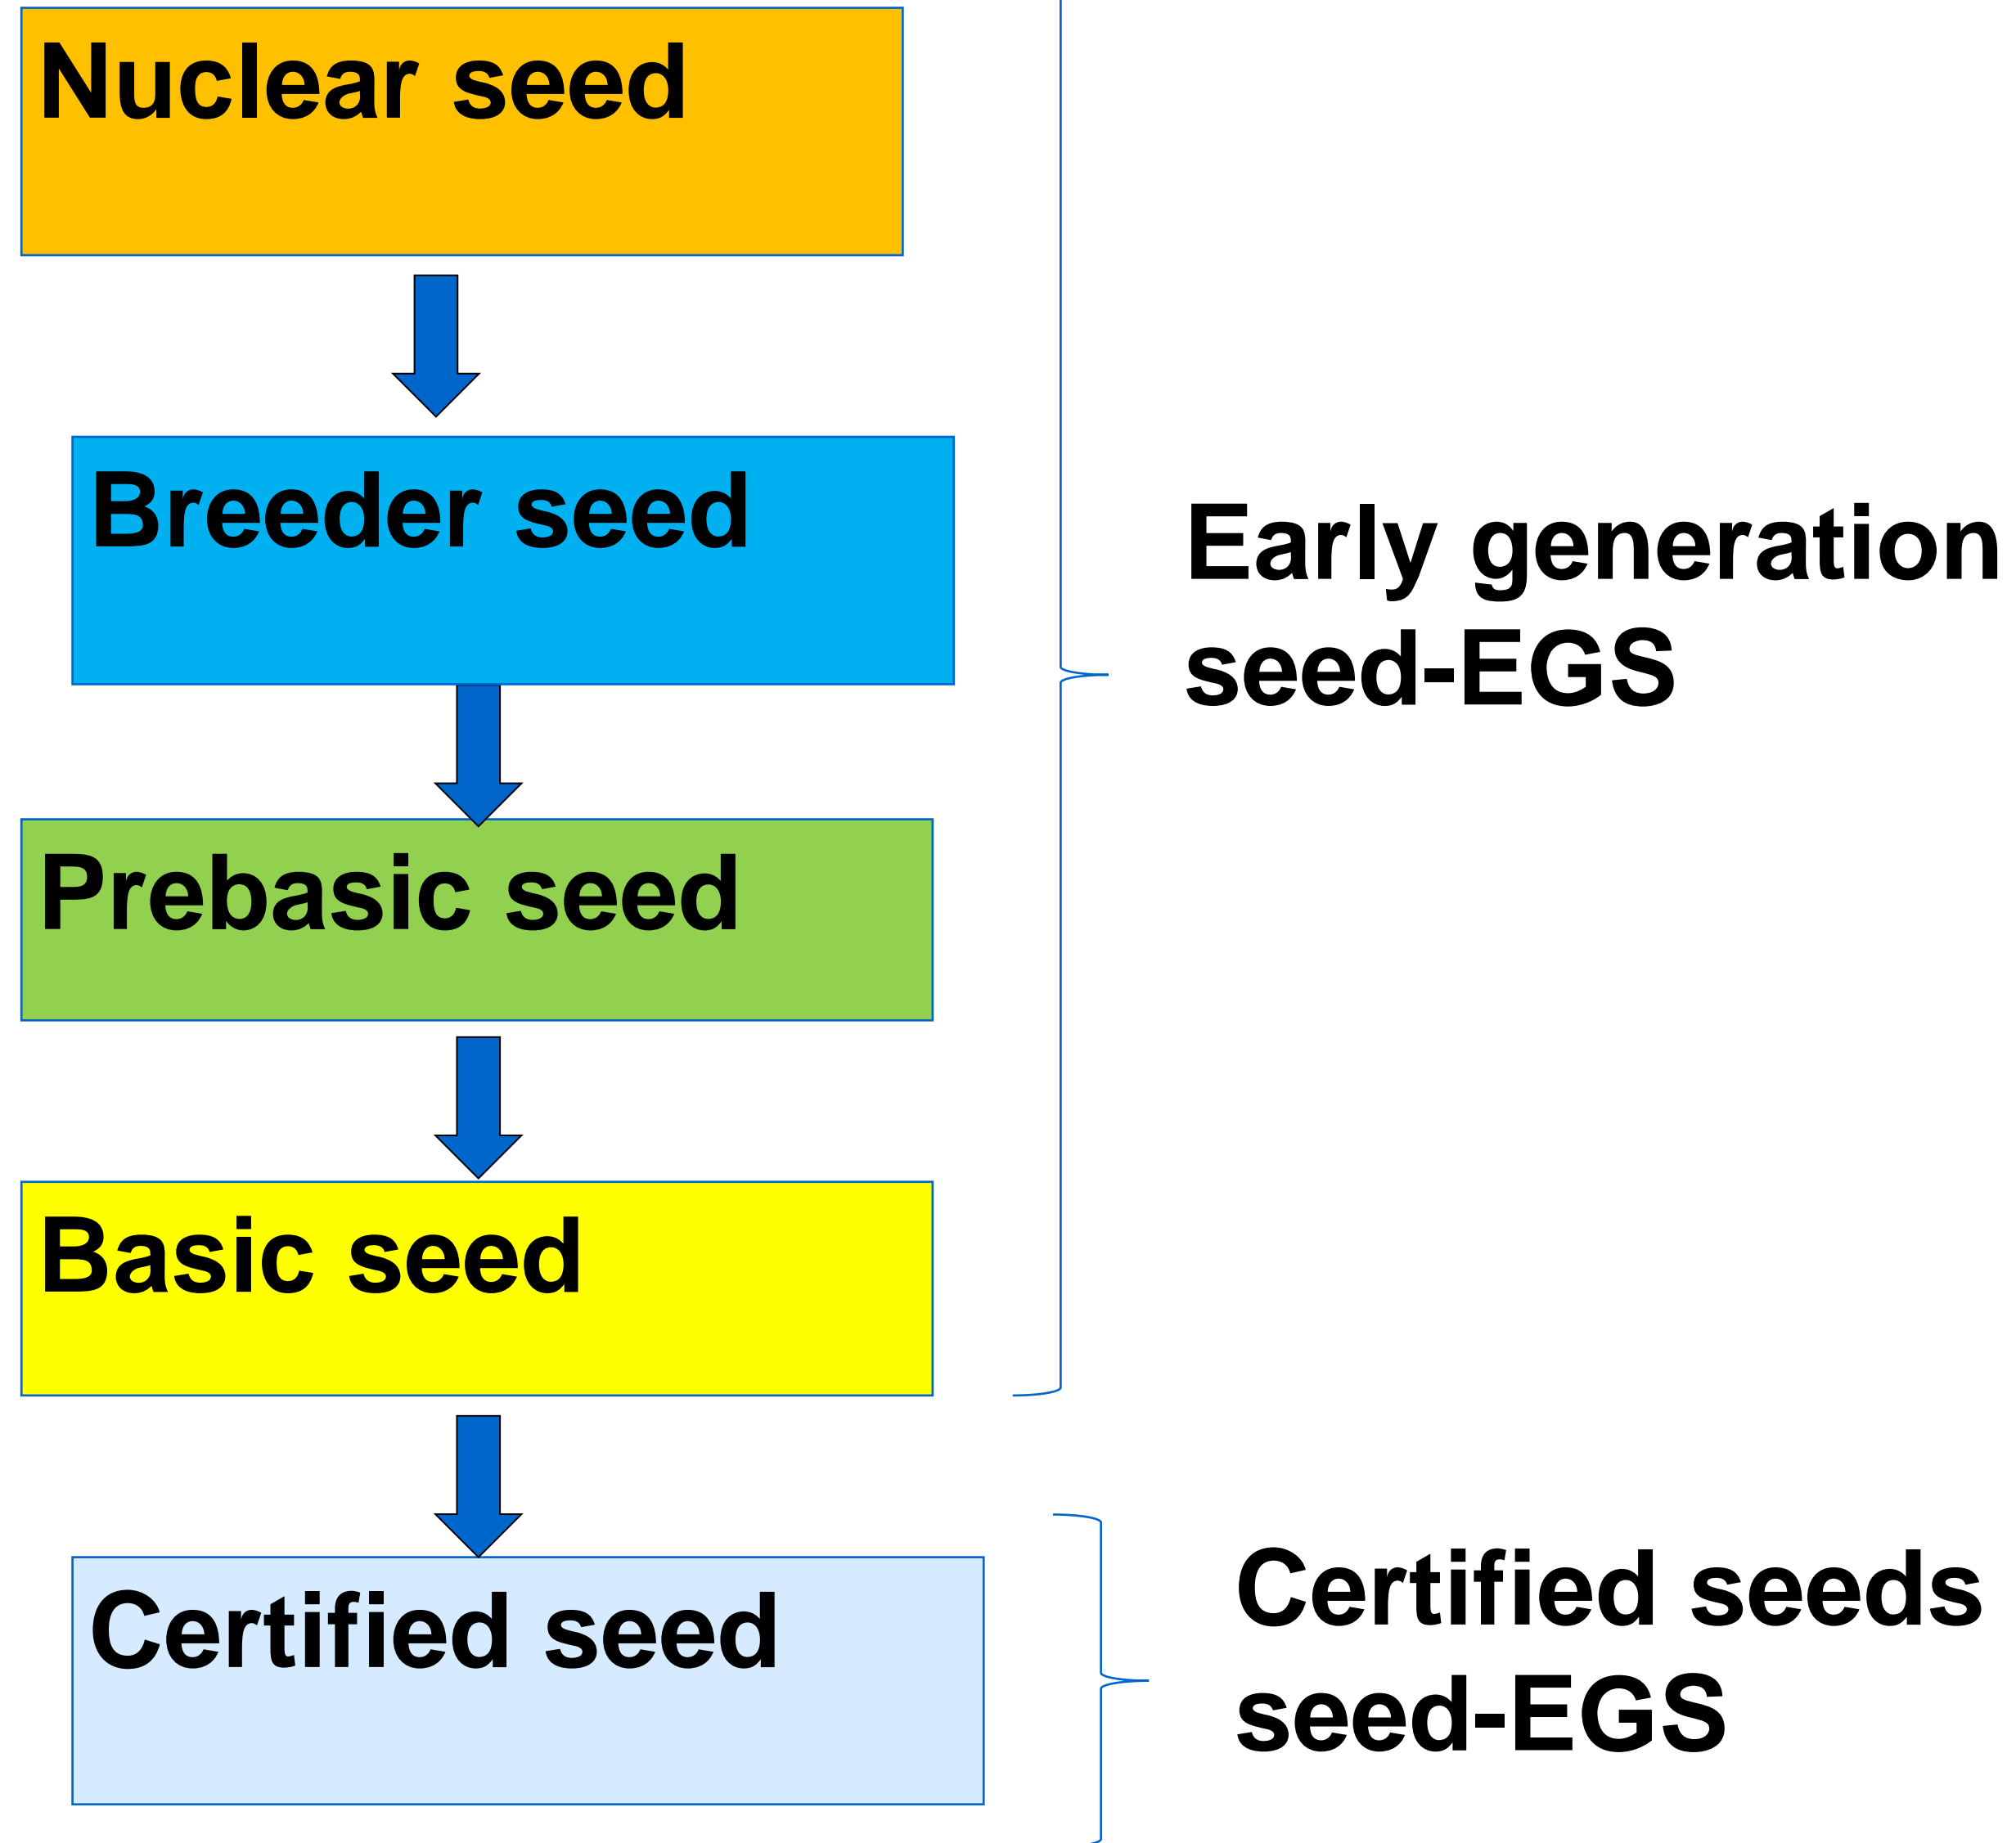 Nuclear seed
Breeder seed
Early generation
seed-EGS
Prebasic seed
Basic seed
Certified seed
Certified seeds
seed-EGS